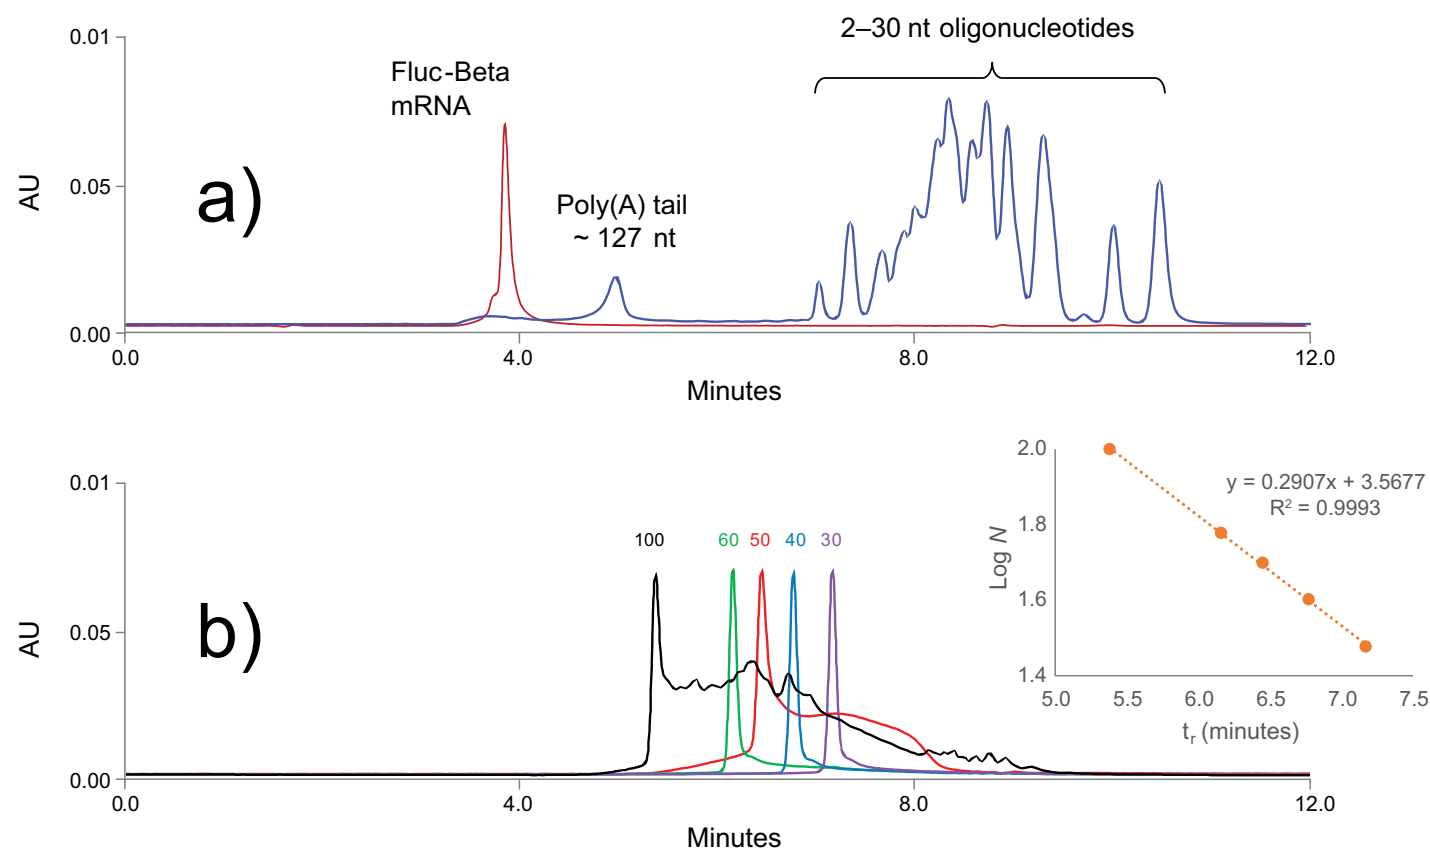 2–30 nt oligonucleotides
0.01
Fluc-Beta
mRNA
a)
AU
0.05
Poly(A) tail
~ 127 nt
0.00
0.0 4.0 8.0 12.0
Minutes
0.01
b)
AU
0.05
100 60 50 40 30
0.00
0.0 4.0 8.0 12.0
Minutes
2.0
y = 0.2907x + 3.5677
R² = 0.9993
1.8
Log N
1.6
1.4
5.0 5.5 6.0 6.5 7.0 7.5
tr (minutes)